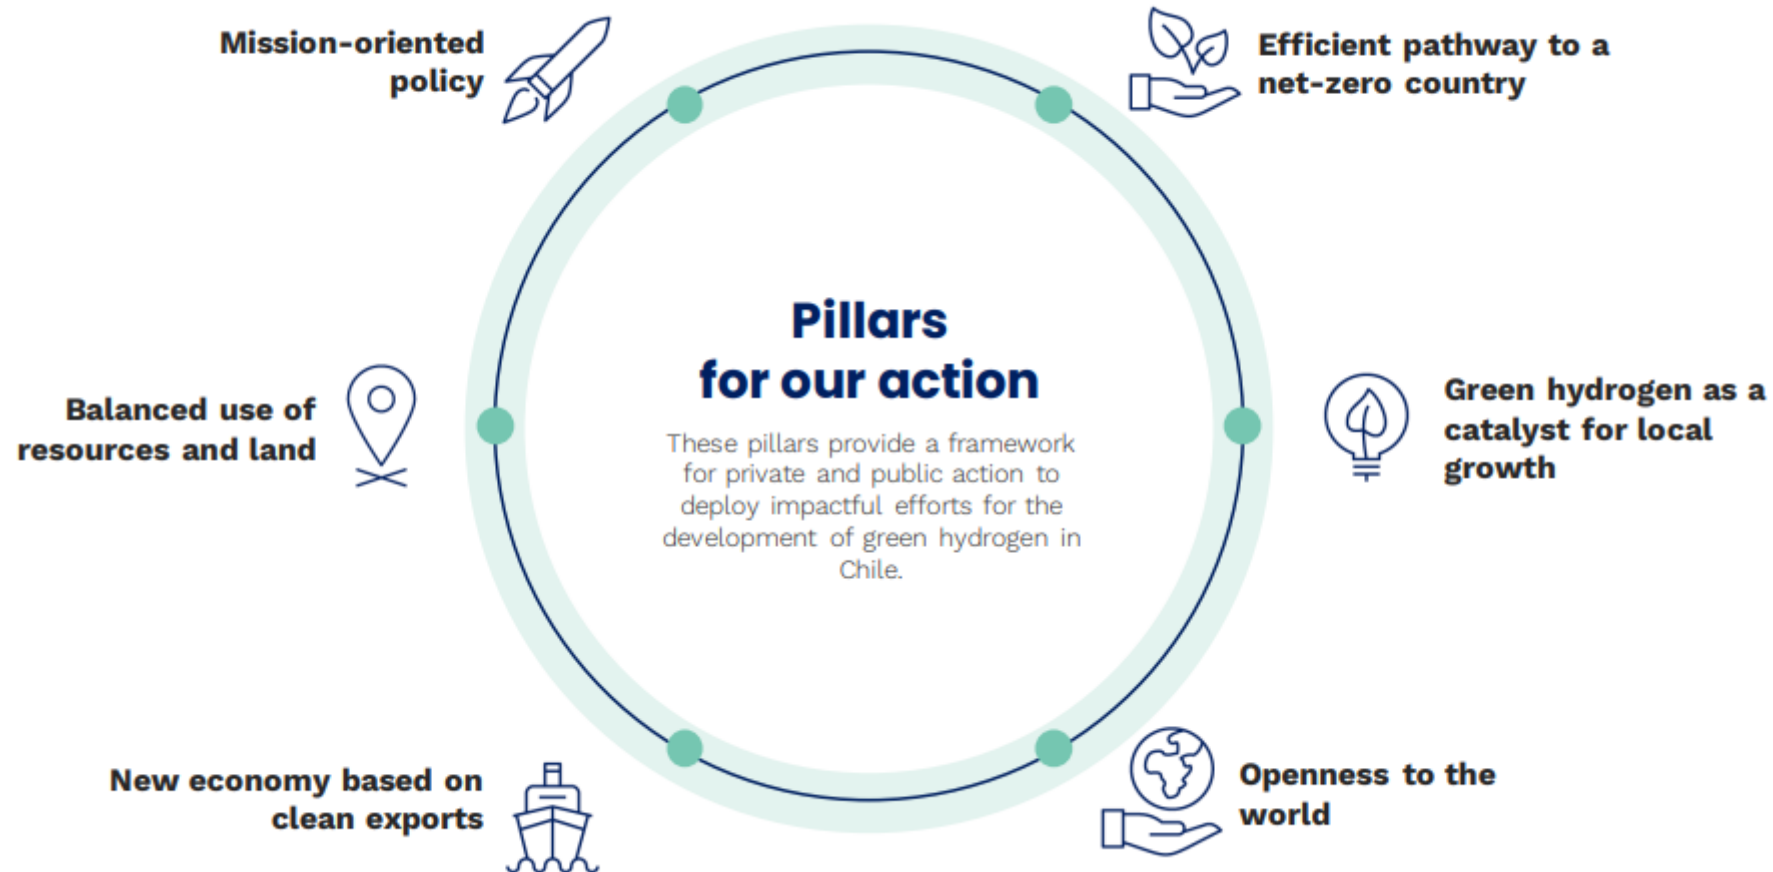 Mission-oriented
policy
Efficient pathway to a
net-zero country
Pillars
for our action
These pillars provide a framework
for private and public action to
deploy impactful efforts for the
development of green hydrogen in
Chile.
Balanced use of
resources and land
Green hydrogen as a
catalyst for local
growth
New economy based on
clean exports
Openness to the
world